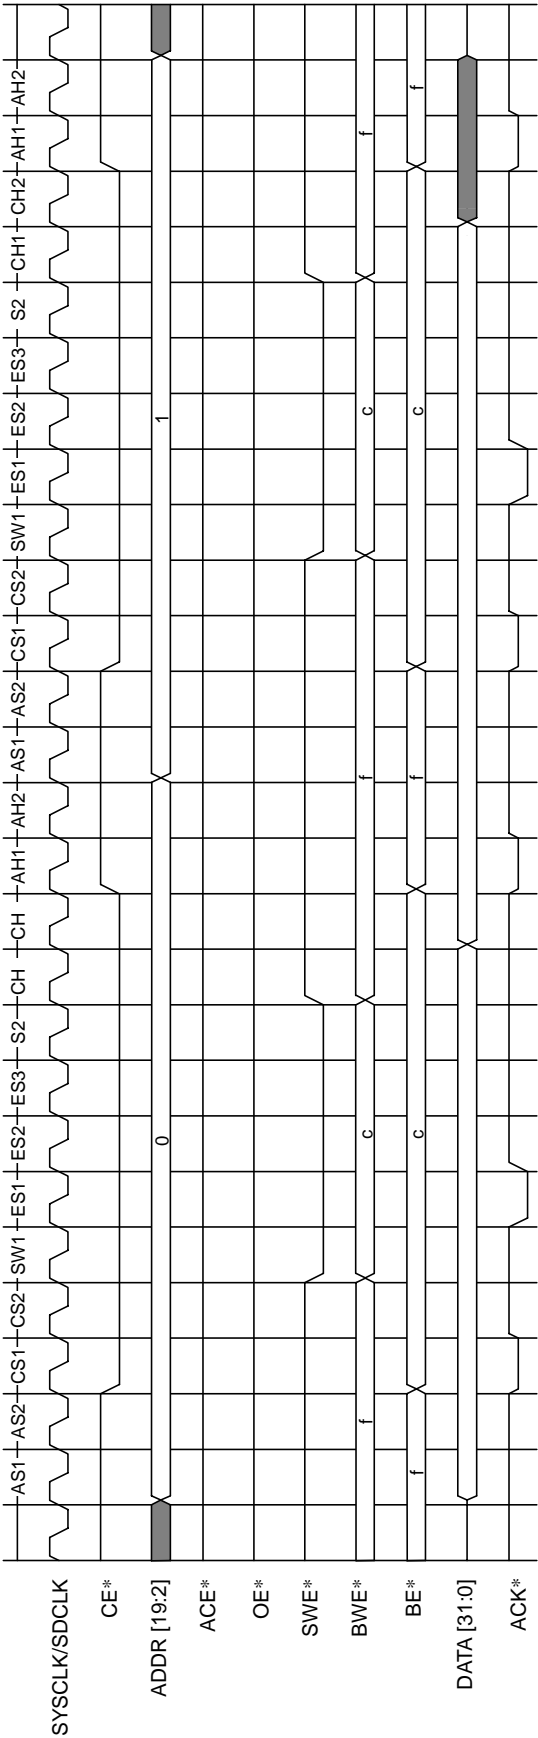 AS1 AS2 CS1 CS2 SW1 ES1 ES2 ES3 S2 CH CH AH1 AH2 AS1 AS2 CS1 CS2 SW1 ES1 ES2 ES3 S2 CH1 CH2 AH1 AH2
SYSCLK/SDCLK
CE*
ADDR [19:2] 0 1
ACE*
OE*
SWE*
BWE* f c f c f
BE* f c f c f
DATA [31:0]
ACK*